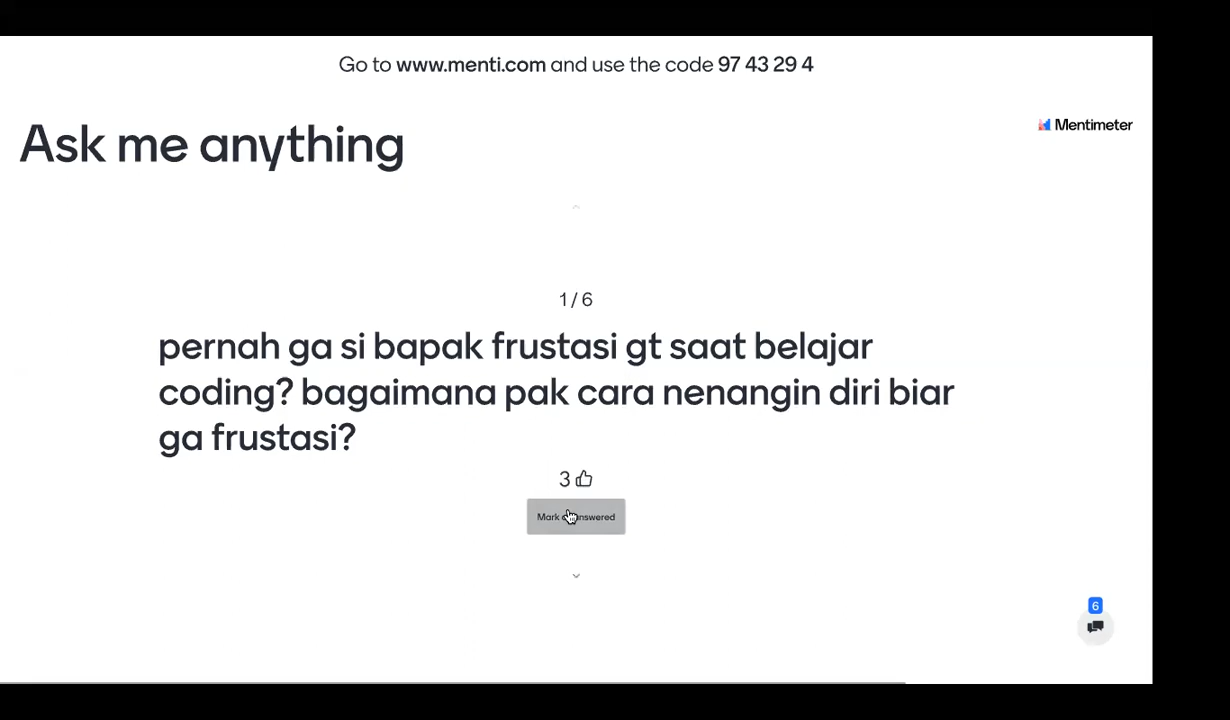 Go to www.menti.com and use the code 97 43 29 4
Mentimeter
Ask me anything
1 / 6
pernah ga si bapak frustasi gt saat belajar
coding? bagaimana pak cara nenangin diri biar
ga frustasi?
3
Mark answered
6